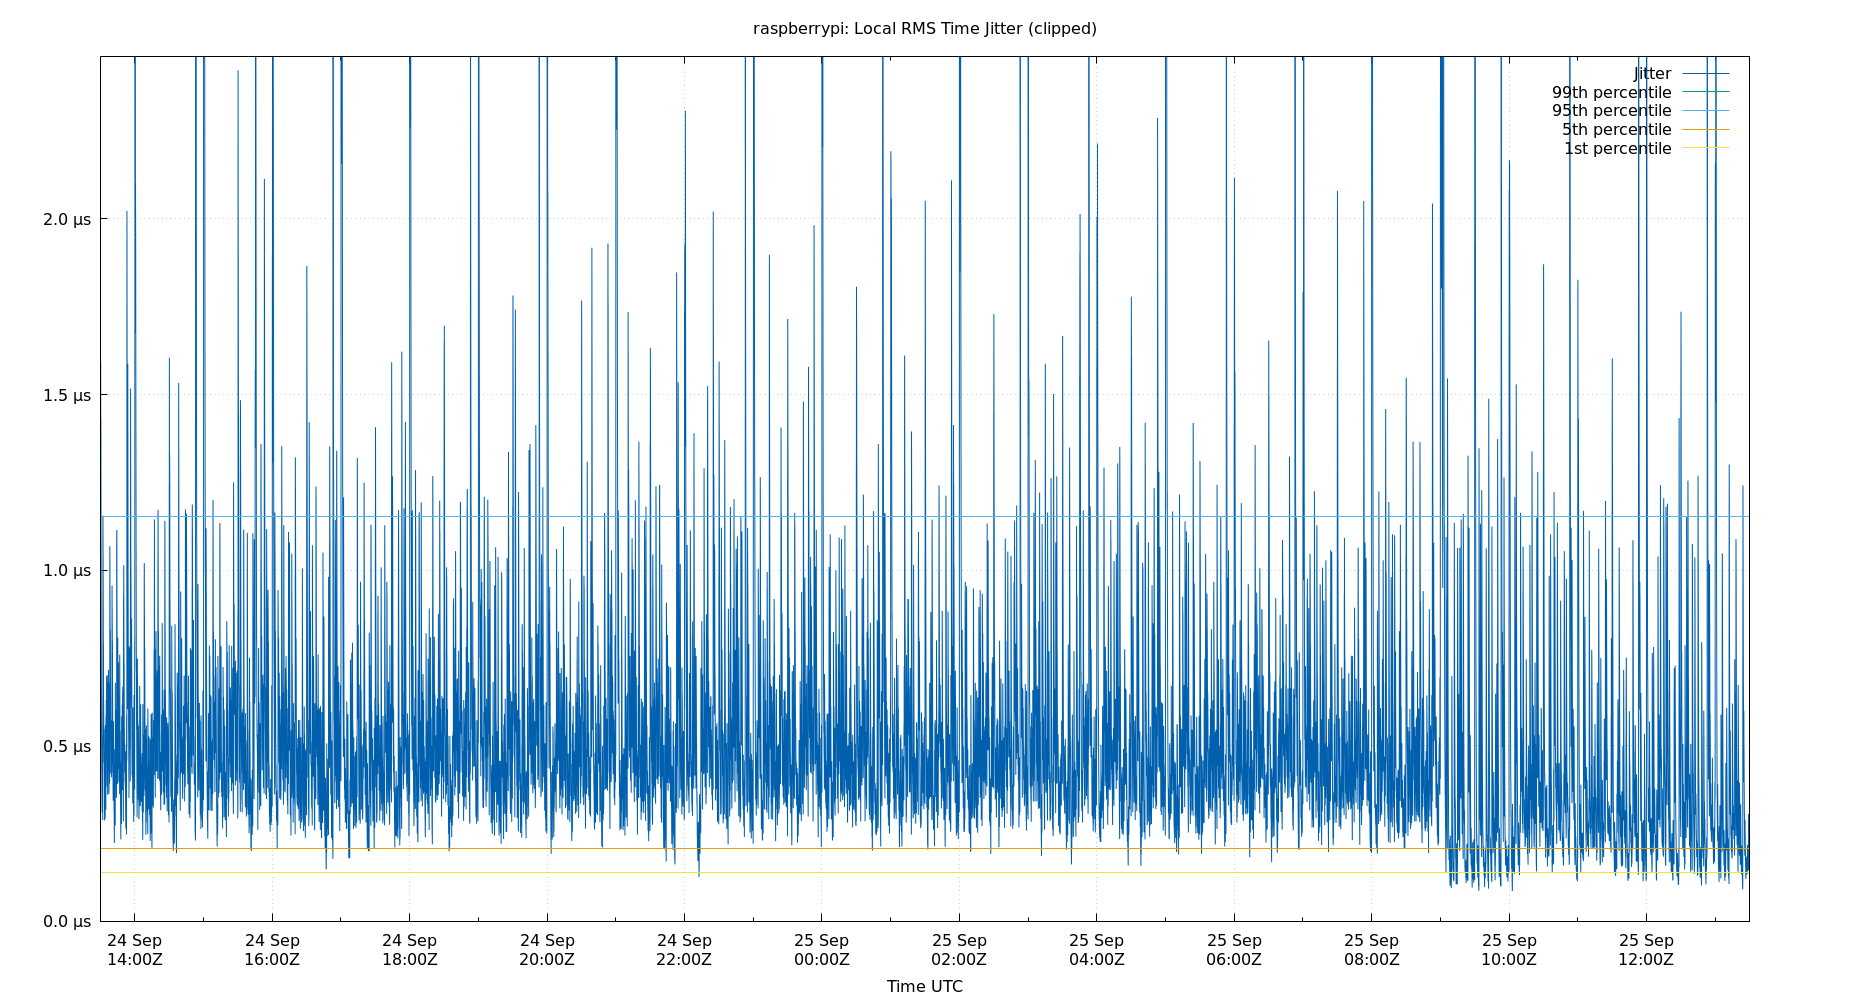 raspberrypi: Local RMS Time Jitter (clipped)
Jitter
99th percentile
95th percentile
5th percentile
1st percentile
2.0 µs
1.5 µs
1.0 µs
0.5 µs
0.0 µs
24 Sep 24 Sep 24 Sep 24 Sep 24 Sep 25 Sep 25 Sep 25 Sep 25 Sep 25 Sep 25 Sep 25 Sep
14:00Z 16:00Z 18:00Z 20:00Z 22:00Z 00:00Z 02:00Z 04:00Z 06:00Z 08:00Z 10:00Z 12:00Z
Time UTC